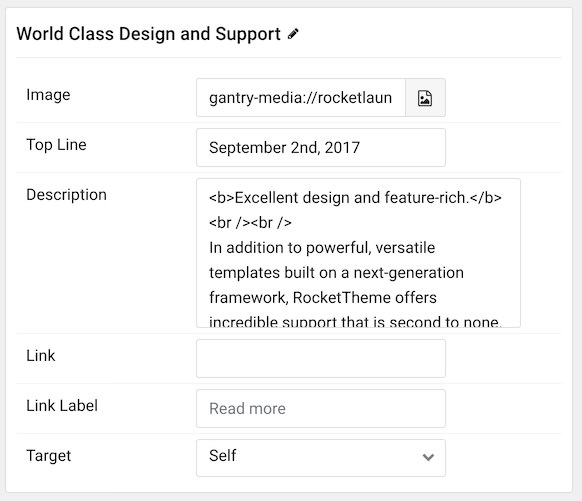 World Class Design and Support
Image
gantry-media://rocketlaun
Top Line
September 2nd, 2017
Description
<b>Excellent design and feature-rich.</b>
<br /><br />
In addition to powerful, versatile
templates built on a next-generation
framework, RocketTheme offers
incredible support that is second to none.
Link
Link Label
Read more
Target
Self